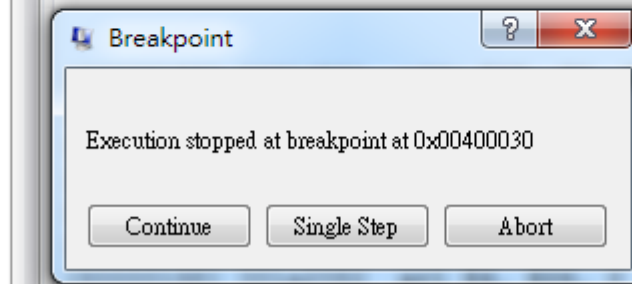 Breakpoint
Execution stopped at breakpoint at 0x00400030
Continue Single Step Abort